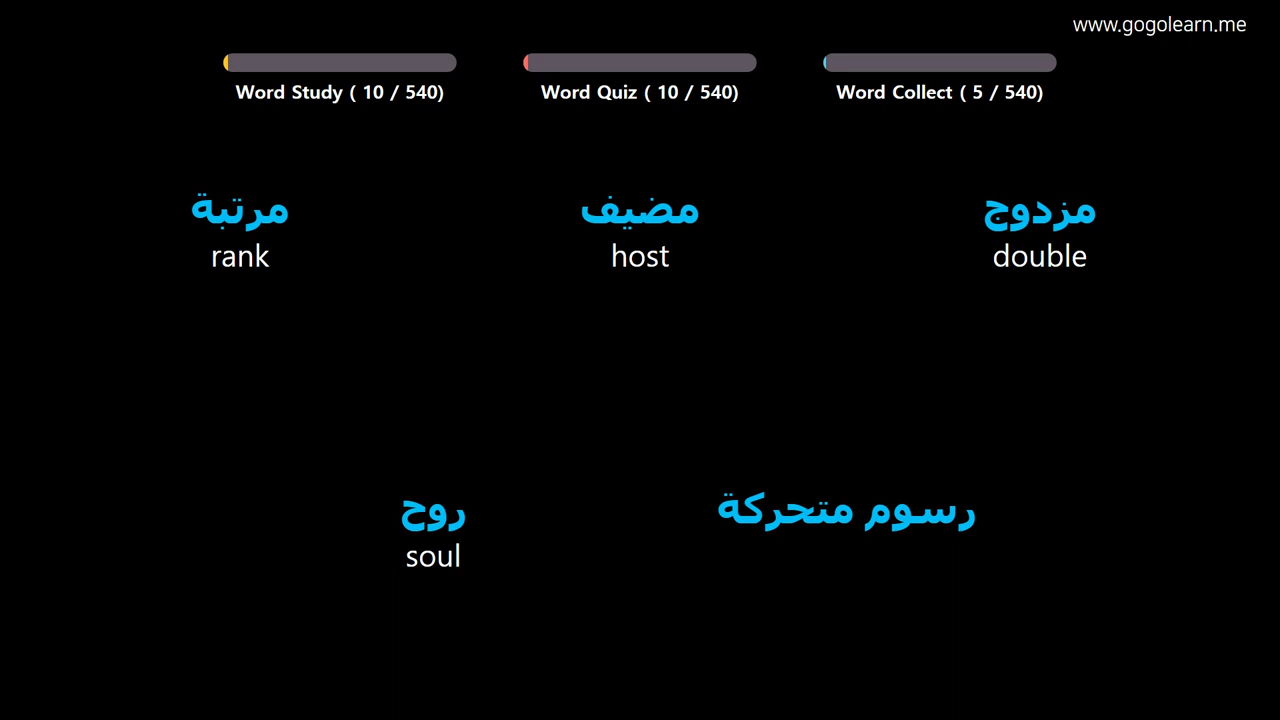 www.gogolearn.me
Word Study ( 10 / 540)
Word Quiz ( 10 / 540)
Word Collect ( 5 / 540)
مرتبة
rank
مضيف
host
مزدوج
double
روح
soul
رسوم متحركة